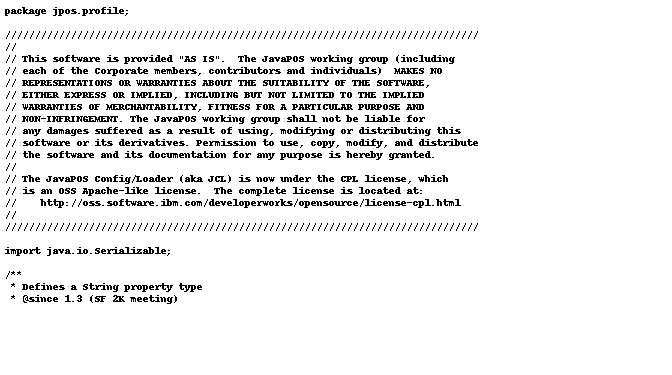 package jpos.profile;
///////////////////////////////////////////////////////////////////////////////
//
// This software is provided "AS IS".  The JavaPOS working group (including
// each of the Corporate members, contributors and individuals)  MAKES NO
// REPRESENTATIONS OR WARRANTIES ABOUT THE SUITABILITY OF THE SOFTWARE,
// EITHER EXPRESS OR IMPLIED, INCLUDING BUT NOT LIMITED TO THE IMPLIED
// WARRANTIES OF MERCHANTABILITY, FITNESS FOR A PARTICULAR PURPOSE AND
// NON-INFRINGEMENT. The JavaPOS working group shall not be liable for
// any damages suffered as a result of using, modifying or distributing this
// software or its derivatives. Permission to use, copy, modify, and distribute
// the software and its documentation for any purpose is hereby granted.
//
// The JavaPOS Config/Loader (aka JCL) is now under the CPL license, which
// is an OSS Apache-like license.  The complete license is located at:
//    http://oss.software.ibm.com/developerworks/opensource/license-cpl.html
//
///////////////////////////////////////////////////////////////////////////////
import java.io.Serializable;
/**
 * Defines a String property type
 * @since 1.3 (SF 2K meeting)